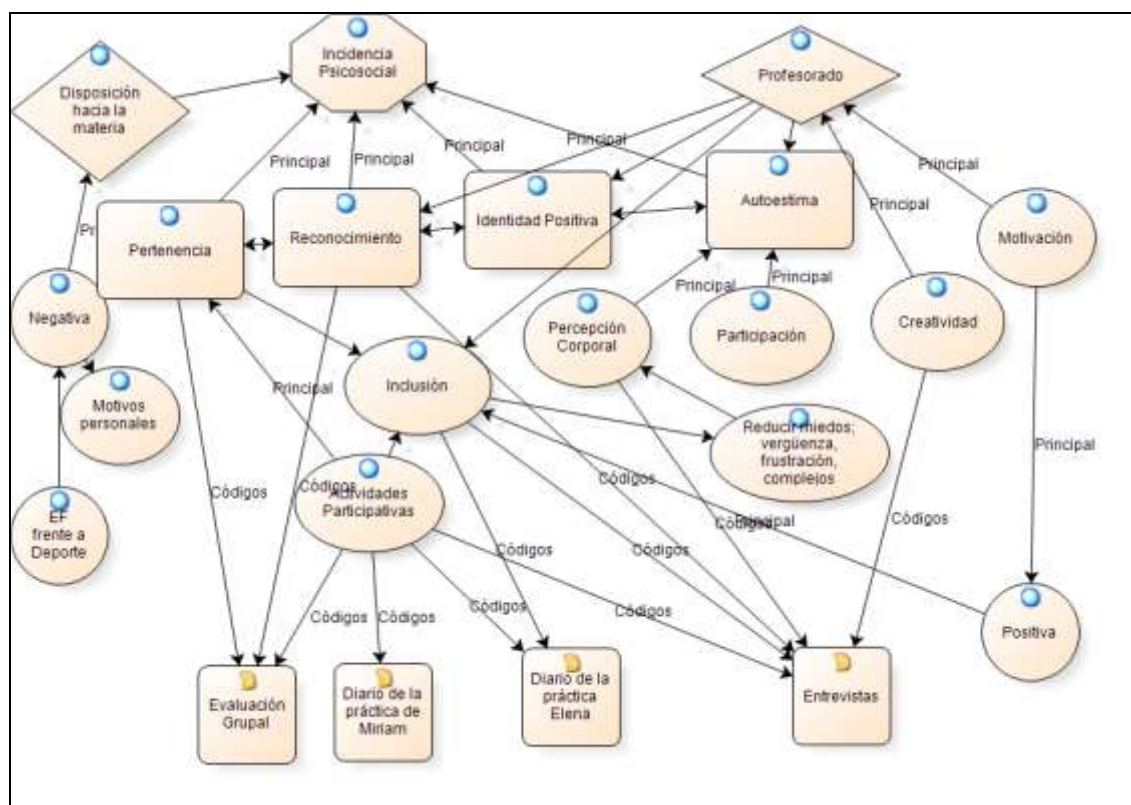 Incidencia
Psicosocial
Profesorado
Disposición
hacia la
materia
Principal
Principal
Principal
Principal
Principal
Principal
Pertenencia
Reconocimiento
Identidad Positiva
Autoestima
Motivación
Negativa
Percepción
Corporal
Principal
Principal
Participación
Creatividad
Motivos
personales
Principal
Inclusión
Reducir miedos;
vergüenza,
frustración,
complejos
Principal
EF
frente a
Deporte
Códigos
Códigos
Actividades
Participativas
Códigos
Códigos
Códigos
Códigos
Principal
Códigos
Códigos
Códigos
Códigos
Códigos
Positiva
Evaluación
Grupal
Diario de la
práctica de
Miriam
Diario de la
práctica
Elena
Entrevistas